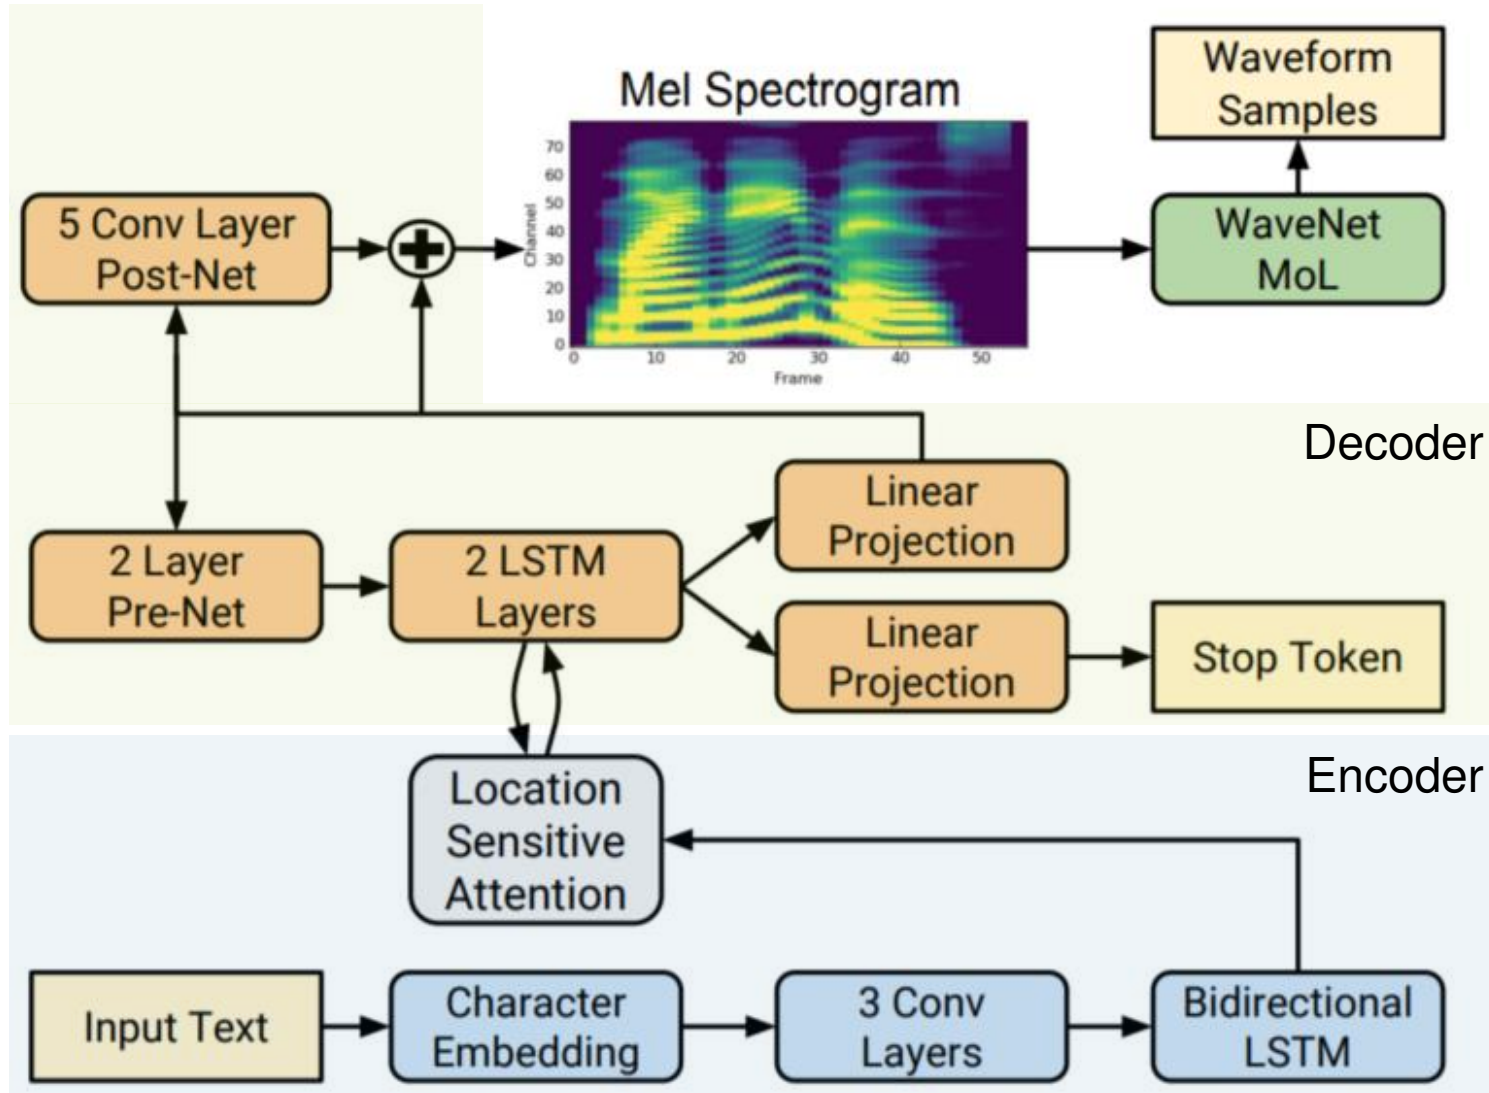 Waveform
Samples
Mel Spectrogram
70
60
50
40
30
20
10
0
Channel
0 10 20 30 40 50
Frame
5 Conv Layer
Post-Net
WaveNet
MoL
Decoder
Linear
Projection
2 Layer
Pre-Net
2 LSTM
Layers
Linear
Projection
Stop Token
Encoder
Location
Sensitive
Attention
Input Text
Character
Embedding
3 Conv
Layers
Bidirectional
LSTM